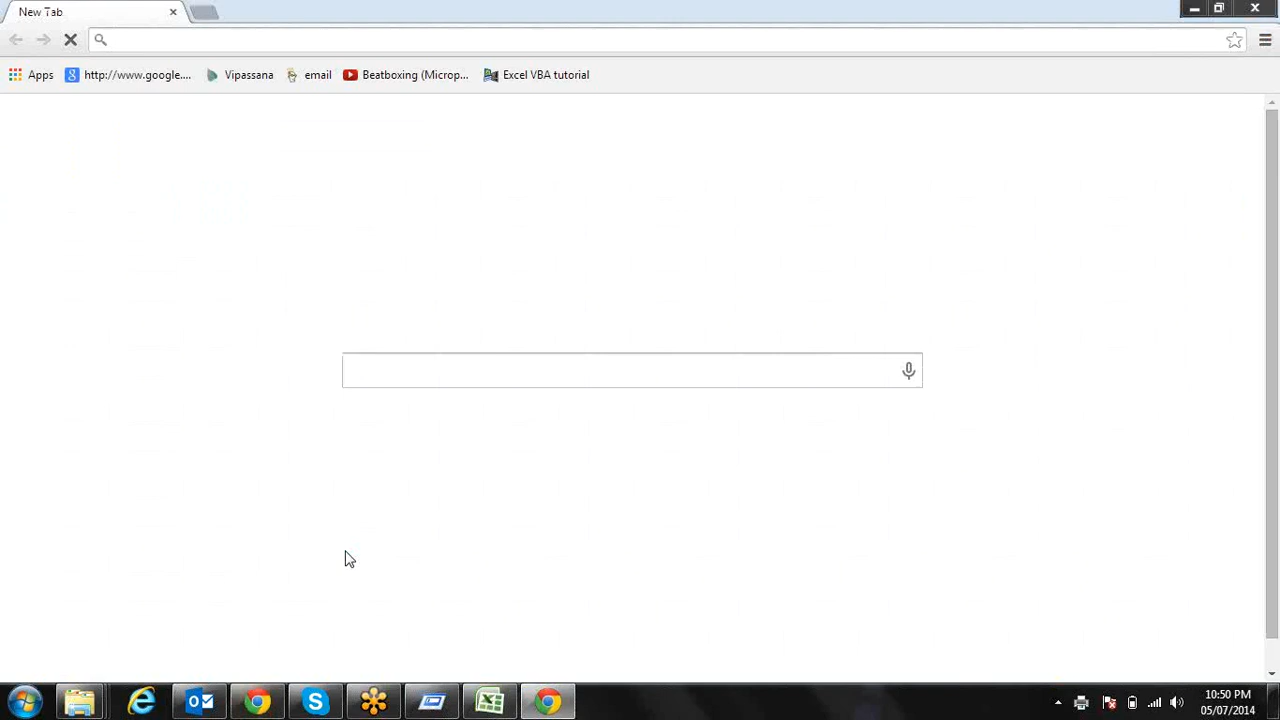 New Tab
Apps
http://www.google....
Vipassana
email
Beatboxing (Microp...
Excel VBA tutorial
10:50 PM
05/07/2014